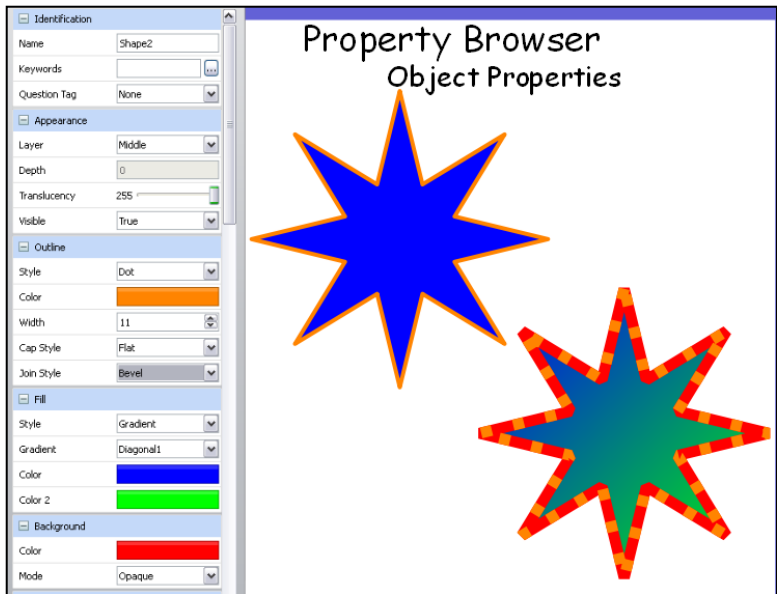 Identification
Name Shape2
Keywords ...
Question Tag None
Appearance
Layer Middle
Depth 0
Translucency 255
Visible True
Outline
Style Dot
Color
Width 11
Cap Style Flat
Join Style Bevel
Fill
Style Gradient
Gradient Diagonal1
Color
Color 2
Background
Color
Mode Opaque
Property Browser
Object Properties